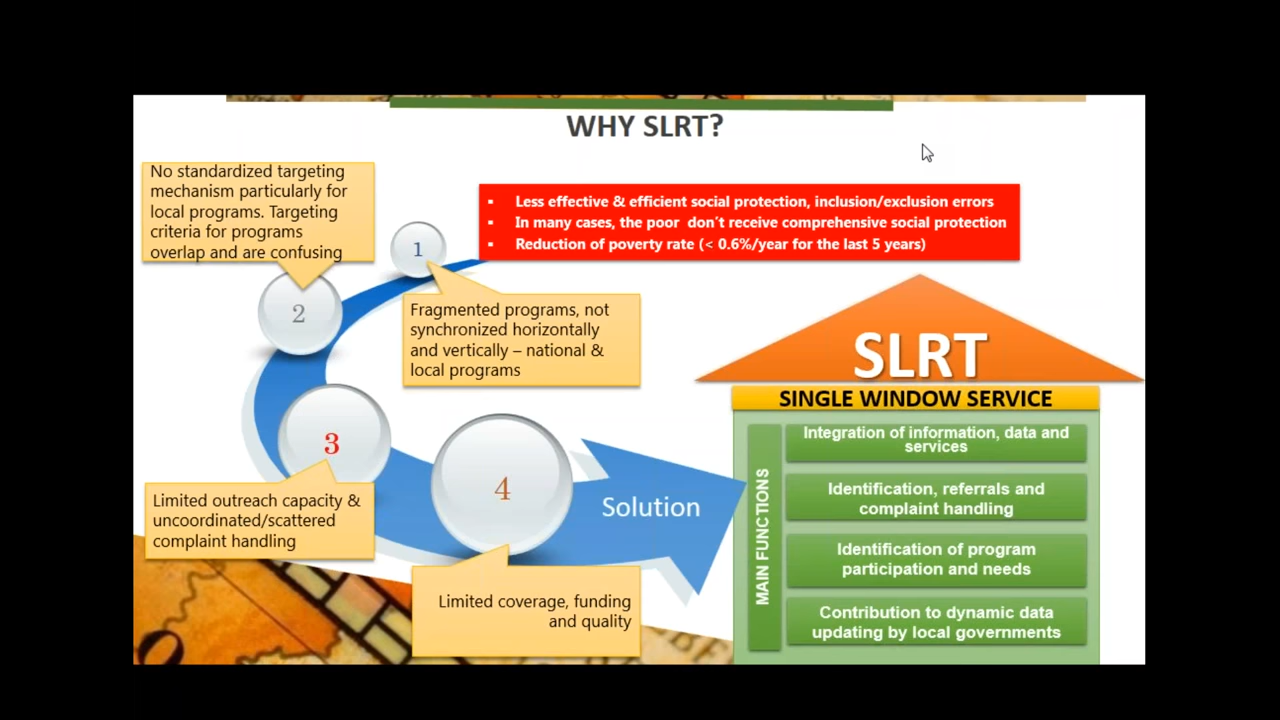 WHY SLRT?
No standardized targeting
mechanism particularly for
local programs. Targeting
criteria for programs
overlap and are confusing
▪ Less effective & efficient social protection, inclusion/exclusion errors
▪ In many cases, the poor don´t receive comprehensive social protection
▪ Reduction of poverty rate (< 0.6%/year for the last 5 years)
1
Fragmented programs, not
synchronized horizontally
and vertically – national &
local programs
2
3
Limited outreach capacity &
uncoordinated/scattered
complaint handling
4
Limited coverage, funding
and quality
Solution
SLRT
SINGLE WINDOW SERVICE
MAIN FUNCTIONS
Integration of information, data and
services
Identification, referrals and
complaint handling
Identification of program
participation and needs
Contribution to dynamic data
updating by local governments